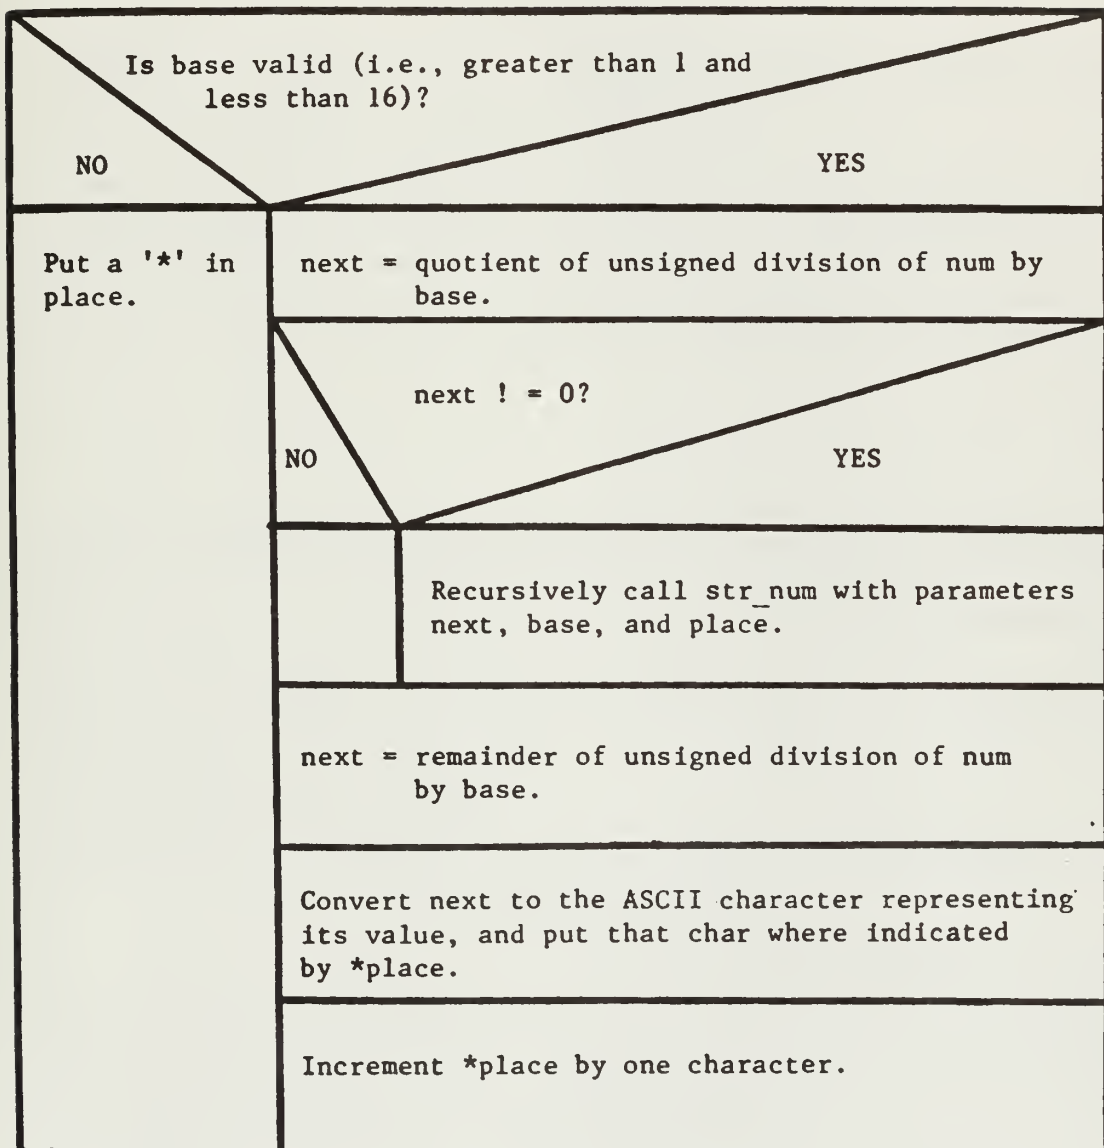 Is base valid (i.e., greater than 1 and
less than 16)?
NO
YES
Put a '*' in
place.
next = quotient of unsigned division of num by
base.
next ! = 0?
NO
YES
Recursively call str_num with parameters
next, base, and place.
next = remainder of unsigned division of num
by base.
Convert next to the ASCII character representing
its value, and put that char where indicated
by *place.
Increment *place by one character.